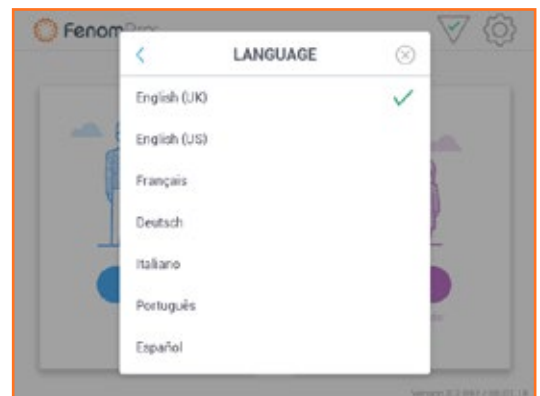 Fenom
LANGUAGE
English (UK)
English (US)
Français
Deutsch
Italiano
Português
Español